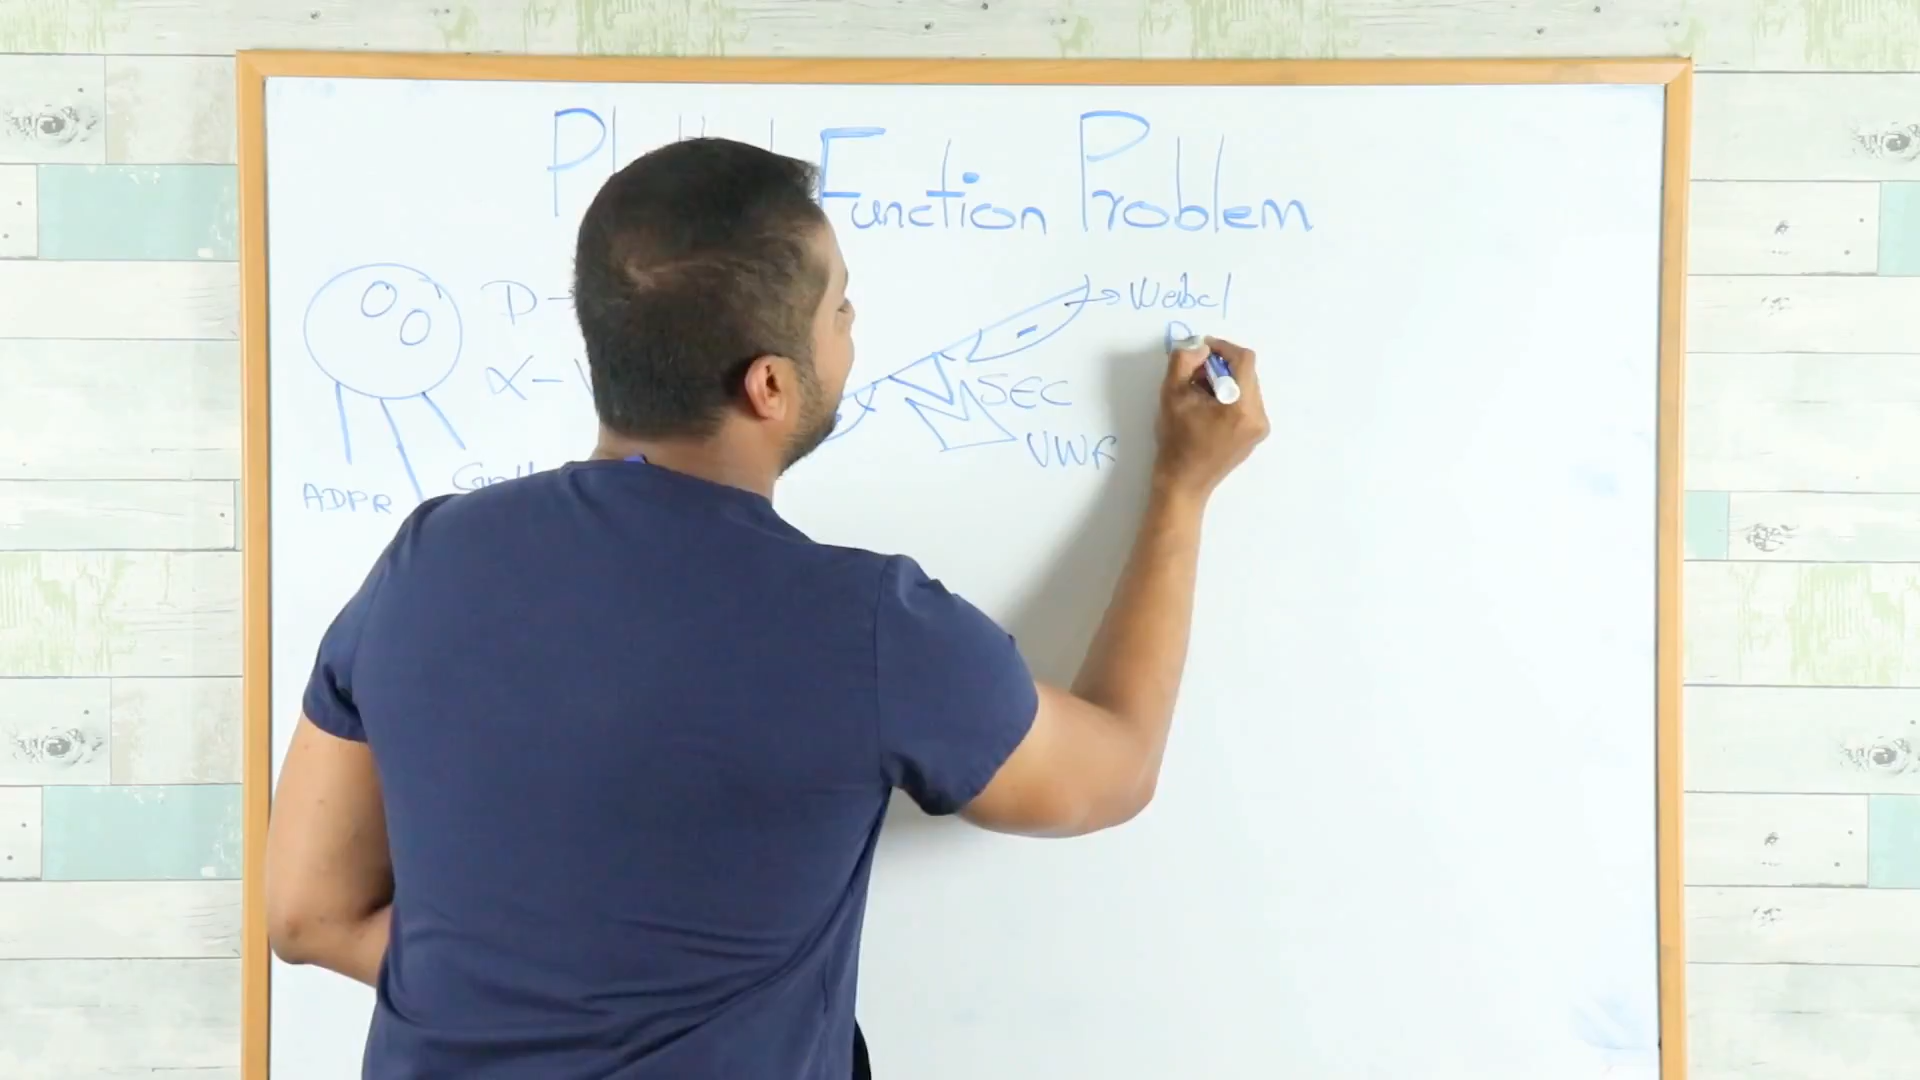 Function Problem
D-
Weibel
α-
SEC
VWF
ADPR